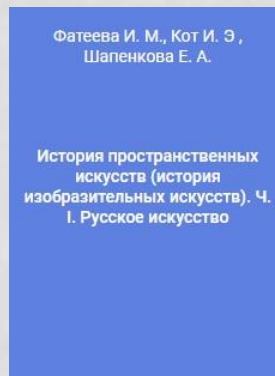 Фатеева И. М., Кот И. Э ,
Шапенкова Е. А.
История пространственных
искусств (история
изобразительных искусств). Ч.
I. Русское искусство